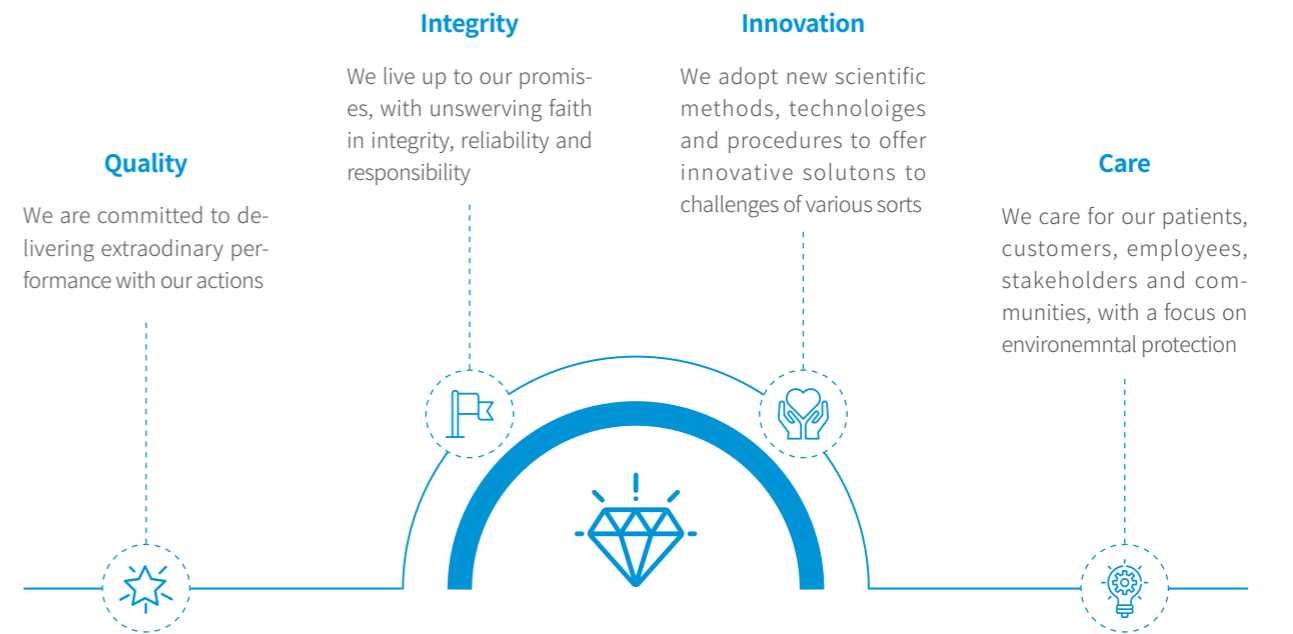 Quality
We are committed to de-
livering extraodinary per-
formance with our actions
Integrity
We live up to our promis-
es, with unswerving faith
in integrity, reliability and
responsibility
Innovation
We adopt new scientific
methods, technoloiges
and procedures to offer
innovative solutons to
challenges of various sorts
Care
We care for our patients,
customers, employees,
stakeholders and com-
munities, with a focus on
environemntal protection